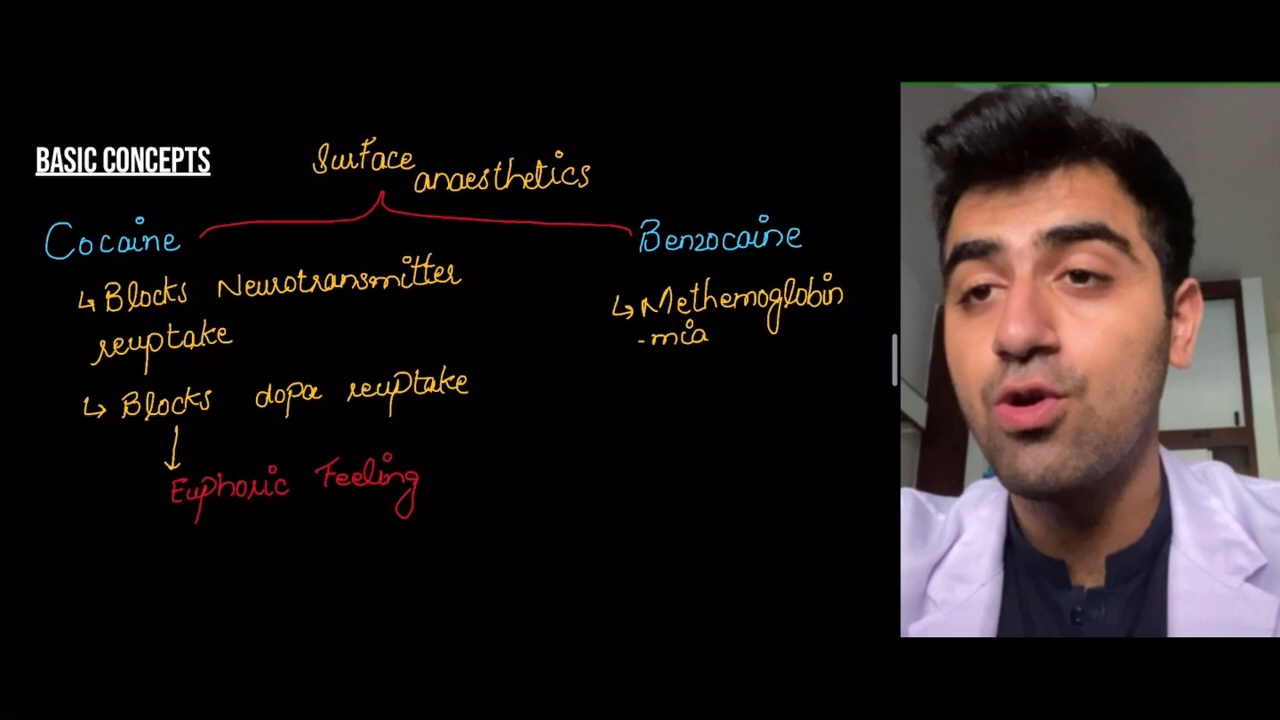 BASIC CONCEPTS
Surface
anaesthetics
Cocaine
↳ Blocks Neurotransmitter
reuptake
↳ Blocks dopa reuptake
Euphoric Feeling
Benzocaine
↳ Methemoglobin
-mia